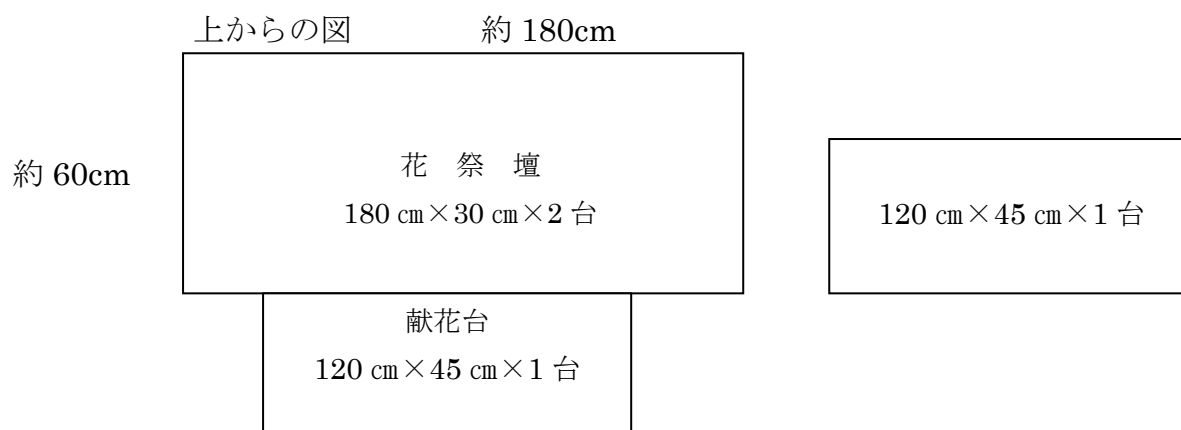 上からの図　約 180cm
約 60cm
花　祭　壇
180 ㎝×30 ㎝×2 台
120 ㎝×45 ㎝×1 台
献花台
120 ㎝×45 ㎝×1 台